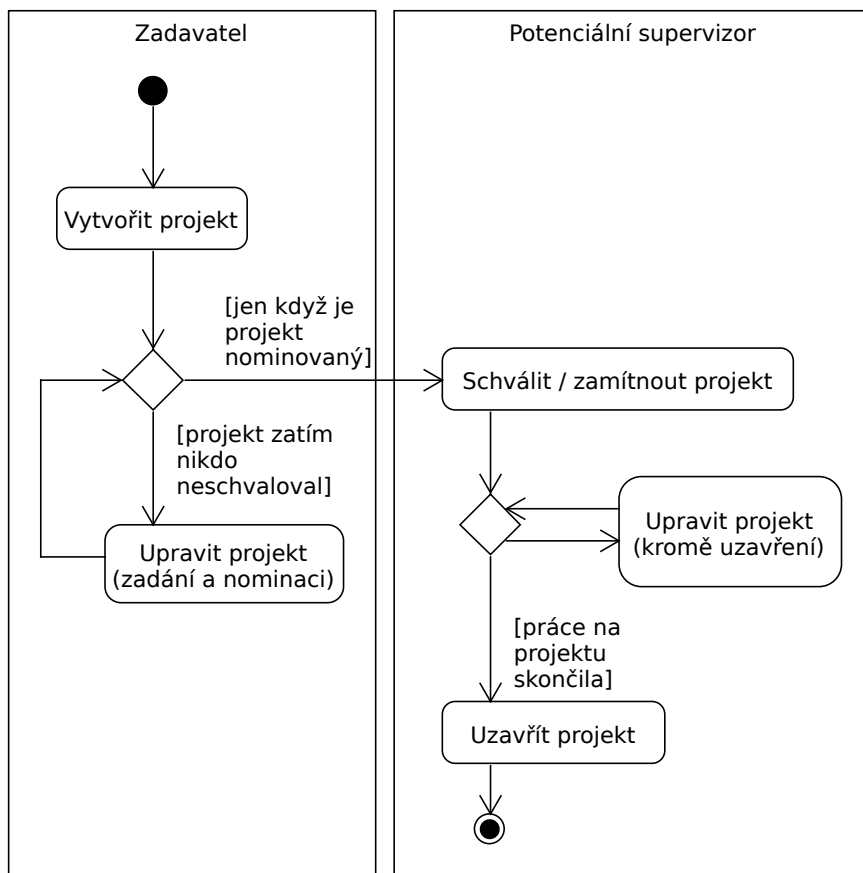 Zadavatel
Potenciální supervizor
Vytvořit projekt
[jen když je
projekt
nominovaný]
Schválit / zamítnout projekt
[projekt zatím
nikdo
neschvaloval]
Upravit projekt
(zadání a nominaci)
Upravit projekt
(kromě uzavření)
[práce na
projektu
skončila]
Uzavřít projekt